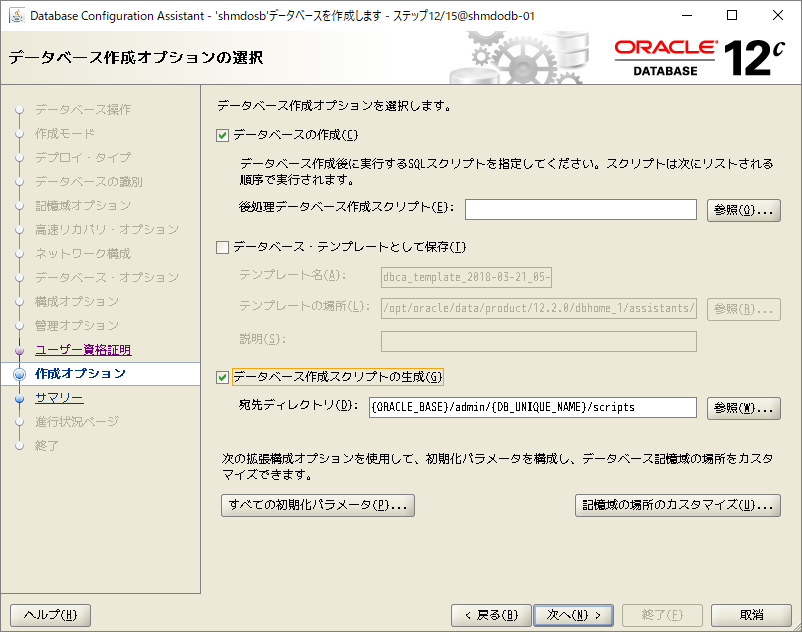 Database Configuration Assistant - 'shmdosb'データベースを作成します - ステップ12/15@shmdodb-01
データベース作成オプションの選択
ORACLE
DATABASE
12c
データベース操作
作成モード
デプロイ・タイプ
データベースの識別
記憶域オプション
高速リカバリ・オプション
ネットワーク構成
データベース・オプション
構成オプション
管理オプション
ユーザー資格証明
作成オプション
サマリー
進行状況ページ
終了
データベース作成オプションを選択します。
データベースの作成(C)
データベース作成後に実行するSQLスクリプトを指定してください。スクリプトは次にリストされる
順序で実行されます。
後処理データベース作成スクリプト(E):
参照(O)...
データベース・テンプレートとして保存(T)
テンプレート名(A):
dbca_template_2018-03-21_05-
テンプレートの場所(L):
/opt/oracle/data/product/12.2.0/dbhome_1/assistants/
参照(R)...
説明(S):
データベース作成スクリプトの生成(G)
宛先ディレクトリ(D):
{ORACLE_BASE}/admin/{DB_UNIQUE_NAME}/scripts
参照(W)...
次の拡張構成オプションを使用して、初期化パラメータを構成し、データベース記憶域の場所をカスタ
マイズできます。
すべての初期化パラメータ(P)...
記憶域の場所のカスタマイズ(U)...
ヘルプ(H)
< 戻る(B)
次へ(N) >
終了(F)
取消